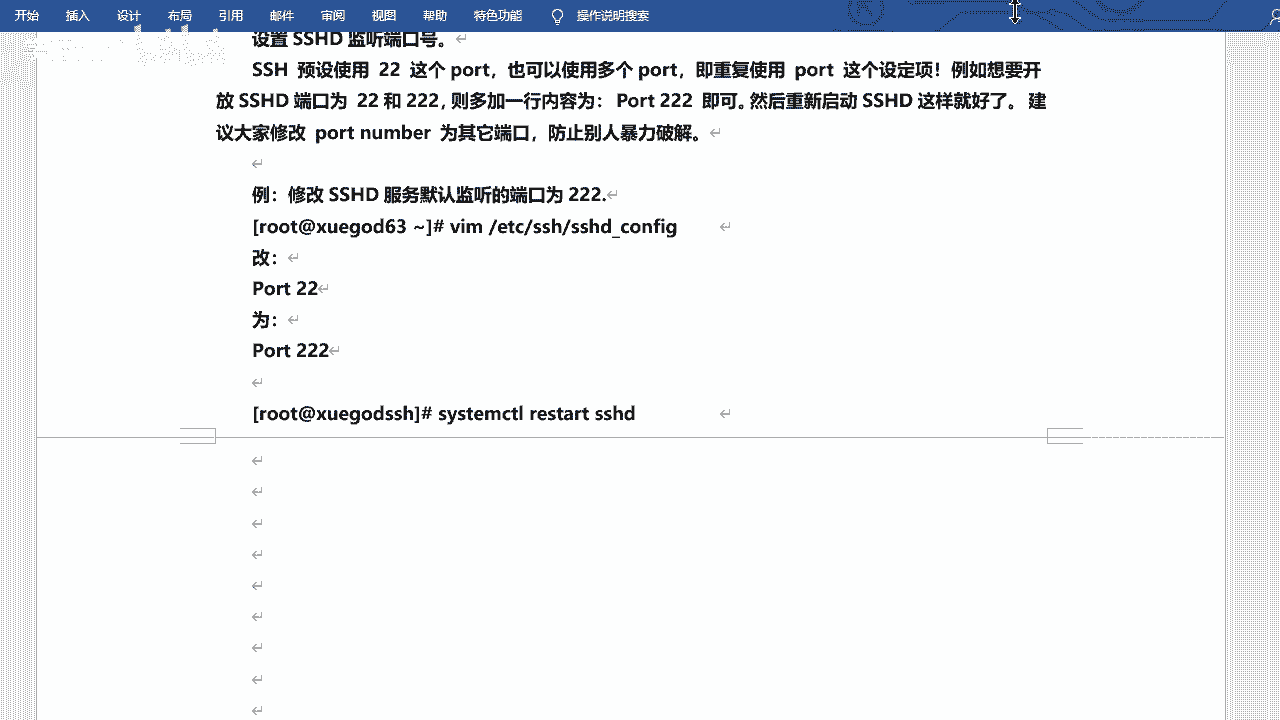 开始 插入 设计 布局 引用 邮件 审阅 视图 帮助 特色功能 操作说明搜索
设置 SSHD 监听端口号。
SSH 预设使用 22 这个 port，也可以使用多个 port，即重复使用 port 这个设定项！例如想要开
放 SSHD 端口为 22 和 222，则多加一行内容为： Port 222 即可。然后重新启动 SSHD 这样就好了。 建
议大家修改 port number 为其它端口，防止别人暴力破解。
例：修改 SSHD 服务默认监听的端口为 222.
[root@xuegod63 ~]# vim /etc/ssh/sshd_config
改：
Port 22
为：
Port 222
[root@xuegodssh]# systemctl restart sshd